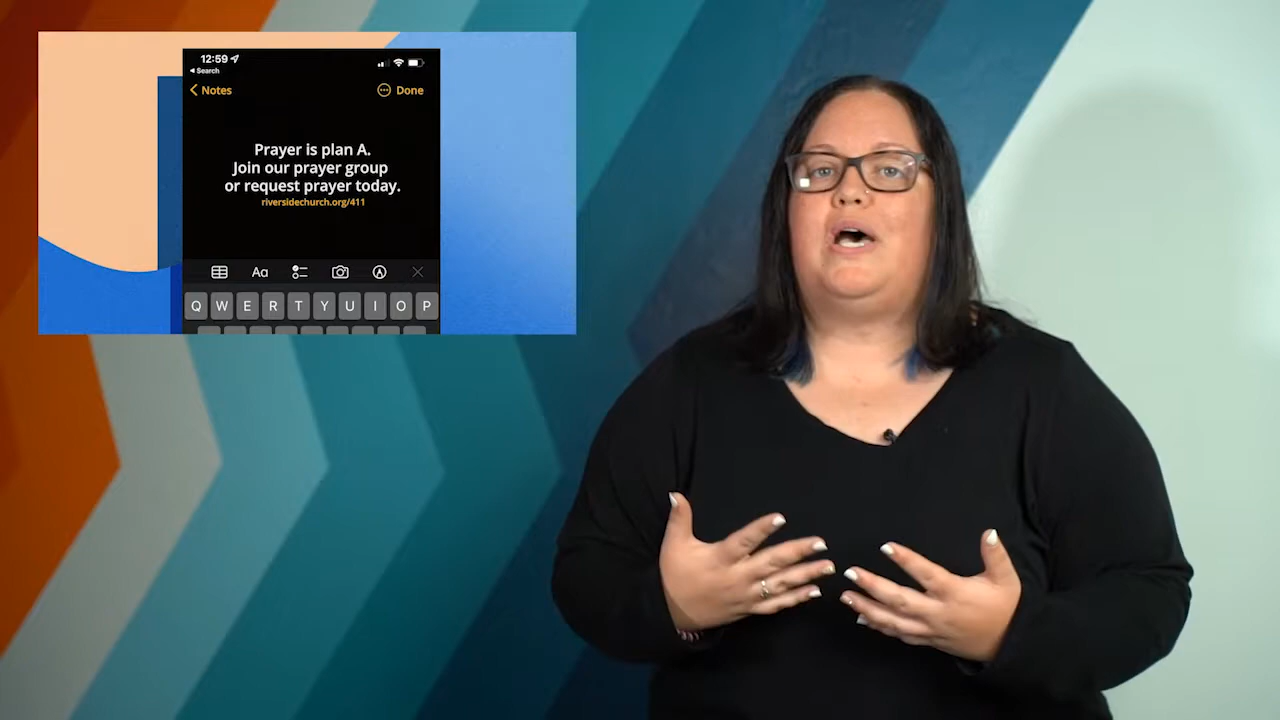 12:59
Search
Notes
Done
Prayer is plan A.
Join our prayer group
or request prayer today.
riversidechurch.org/411
Aa
Q W E R T Y U I O P